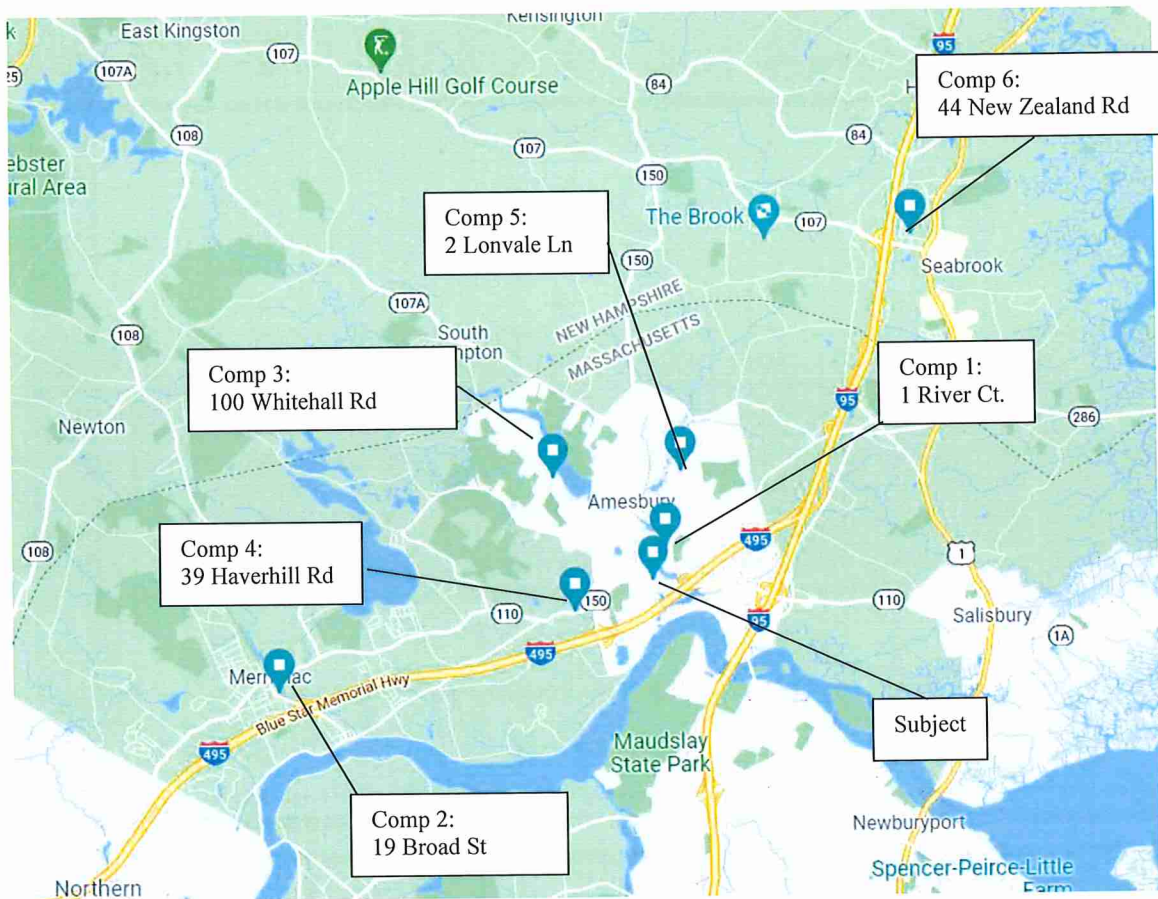 Kensington
East Kingston
107
95
107A
Apple Hill Golf Course
84
Comp 6:
44 New Zealand Rd
25
108
107
84
150
Comp 5:
2 Lonvale Ln
The Brook
107
Seabrook
150
107A
NEW HAMPSHIRE
MASSACHUSETTS
South
108
Comp 3:
100 Whitehall Rd
Comp 1:
1 River Ct.
95
286
Newton
Amesbury
495
108
Comp 4:
39 Haverhill Rd
1
110
150
110
95
Salisbury
1A
495
Blue Star Memorial Hwy
495
Subject
Maudslay
State Park
Comp 2:
19 Broad St
Newburyport
Spencer-Peirce-Little
Farm
Northern